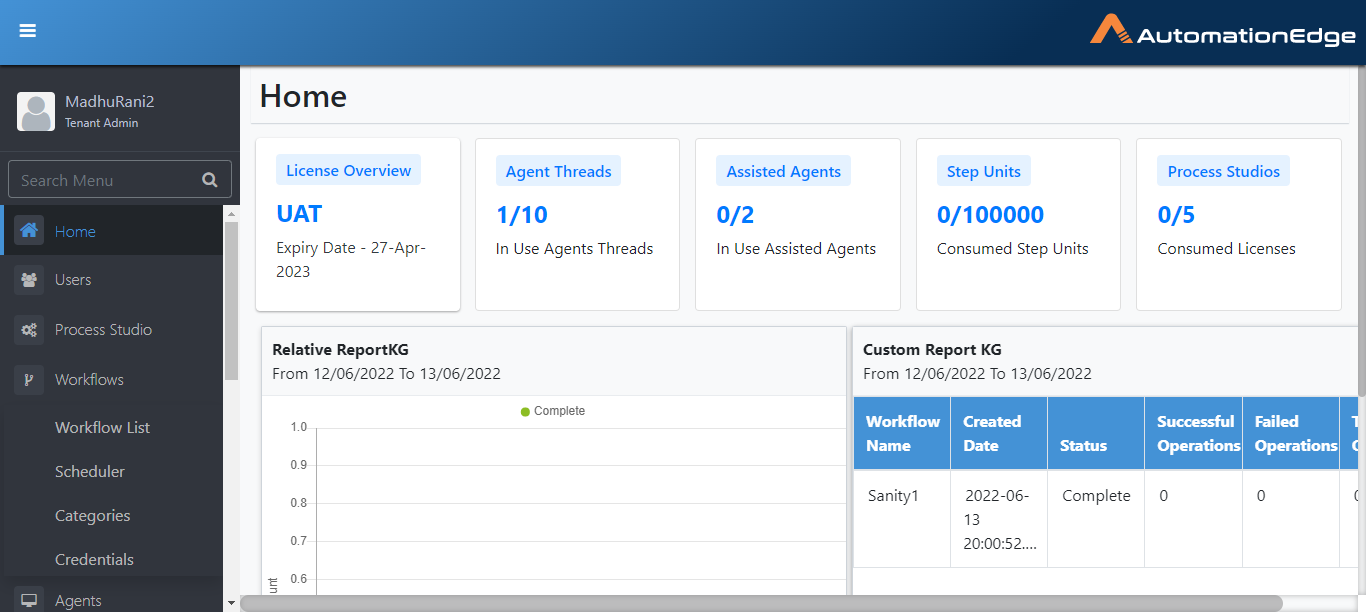 AutomationEdge
MadhuRani2
Tenant Admin
Search Menu
Home
Users
Process Studio
Workflows
Workflow List
Scheduler
Categories
Credentials
Agents
Home
License Overview
UAT
Expiry Date - 27-Apr-
2023
Agent Threads
1/10
In Use Agents Threads
Assisted Agents
0/2
In Use Assisted Agents
Step Units
0/100000
Consumed Step Units
Process Studios
0/5
Consumed Licenses
Relative ReportKG
From 12/06/2022 To 13/06/2022
Complete
1.0
0.9
0.8
0.7
0.6
unt
Custom Report KG
From 12/06/2022 To 13/06/2022
Workflow
Name
Created
Date
Status
Successful
Operations
Failed
Operations
Sanity1
2022-06-
13
20:00:52....
Complete
0
0